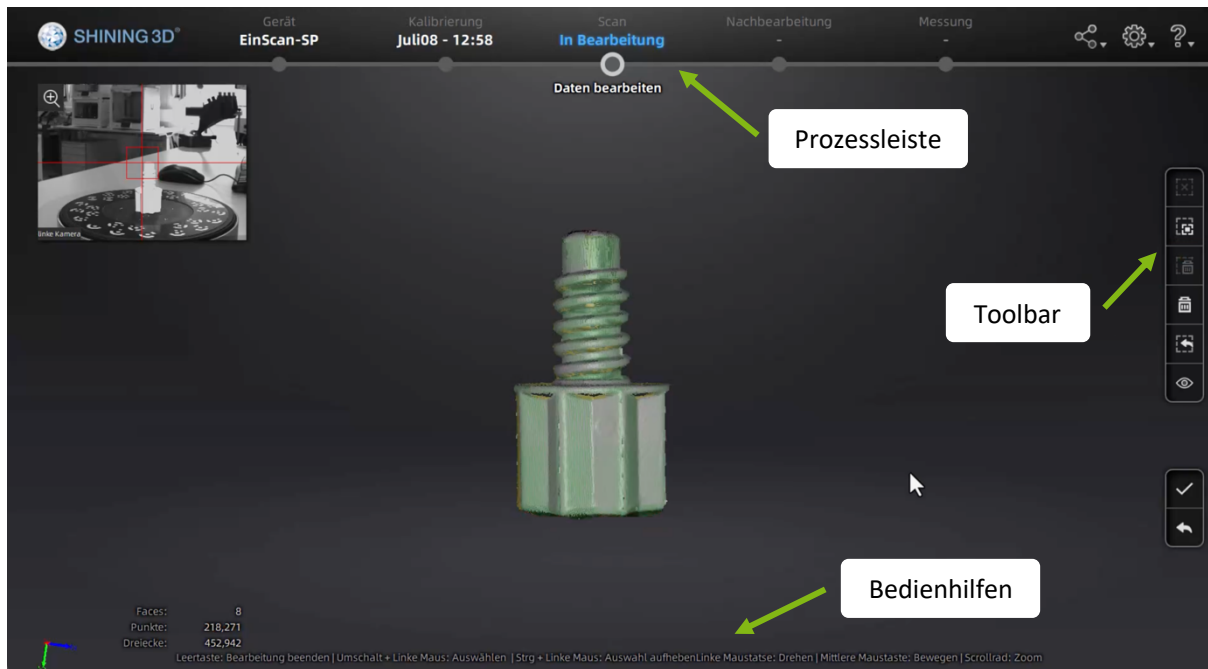 SHINING 3D®
Gerät
EinScan-SP
Kalibrierung
Juli08 - 12:58
Scan
In Bearbeitung
Nachbearbeitung
-
Messung
-
Daten bearbeiten
Prozessleiste
linke Kamera
Toolbar
Bedienhilfen
Faces: 8
Punkte: 218,271
Dreiecke: 452,942
Leertaste: Bearbeitung beenden | Umschalt + Linke Maus: Auswählen | Strg + Linke Maus: Auswahl aufhebenLinke Maustatse: Drehen | Mittlere Maustaste: Bewegen | Scrollrad: Zoom